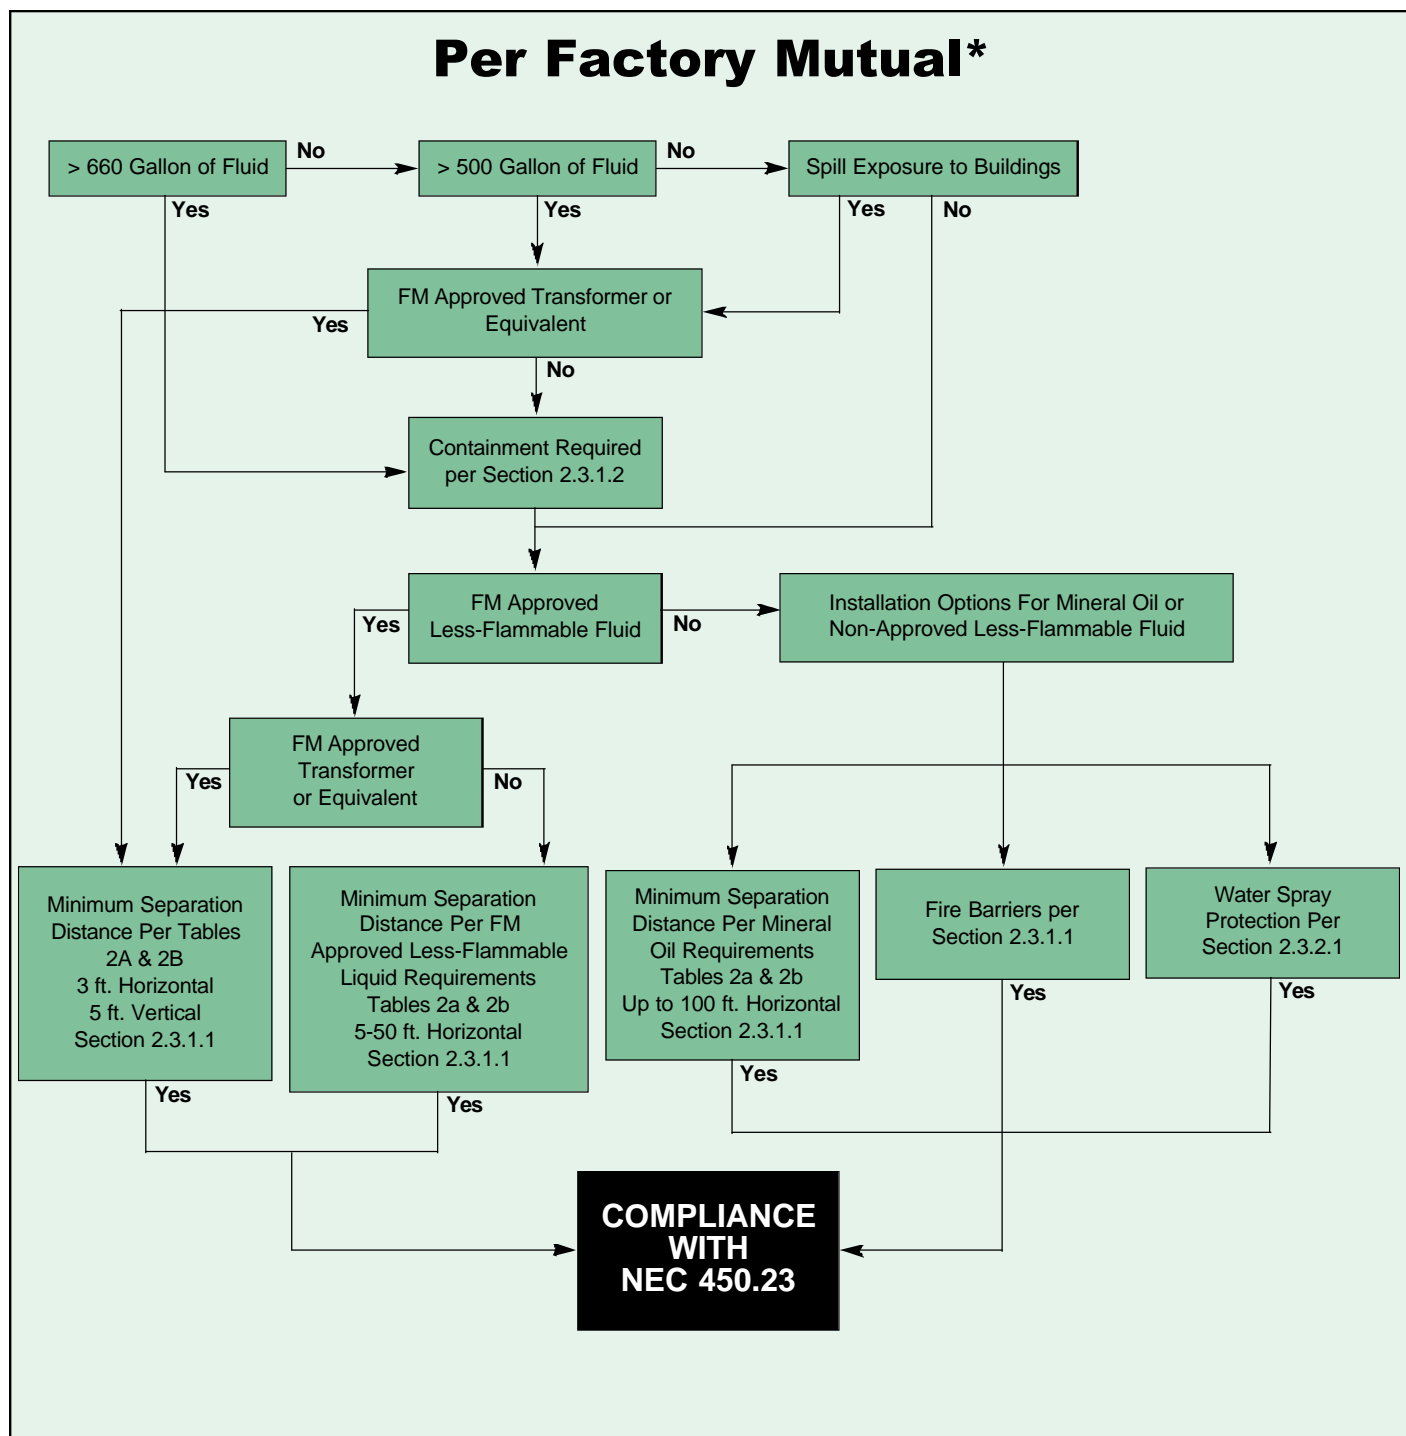 Per Factory Mutual*
> 660 Gallon of Fluid
No
> 500 Gallon of Fluid
No
Spill Exposure to Buildings
Yes
Yes
Yes
No
FM Approved Transformer or
Equivalent
Yes
No
Containment Required
per Section 2.3.1.2
FM Approved
Less-Flammable Fluid
Yes
No
Installation Options For Mineral Oil or
Non-Approved Less-Flammable Fluid
FM Approved
Transformer
or Equivalent
Yes
No
Minimum Separation
Distance Per Tables
2A & 2B
3 ft. Horizontal
5 ft. Vertical
Section 2.3.1.1
Yes
Minimum Separation
Distance Per FM
Approved Less-Flammable
Liquid Requirements
Tables 2a & 2b
5-50 ft. Horizontal
Section 2.3.1.1
Yes
Minimum Separation
Distance Per Mineral
Oil Requirements
Tables 2a & 2b
Up to 100 ft. Horizontal
Section 2.3.1.1
Yes
Fire Barriers per
Section 2.3.1.1
Yes
Water Spray
Protection Per
Section 2.3.2.1
Yes
COMPLIANCE
WITH
NEC 450.23